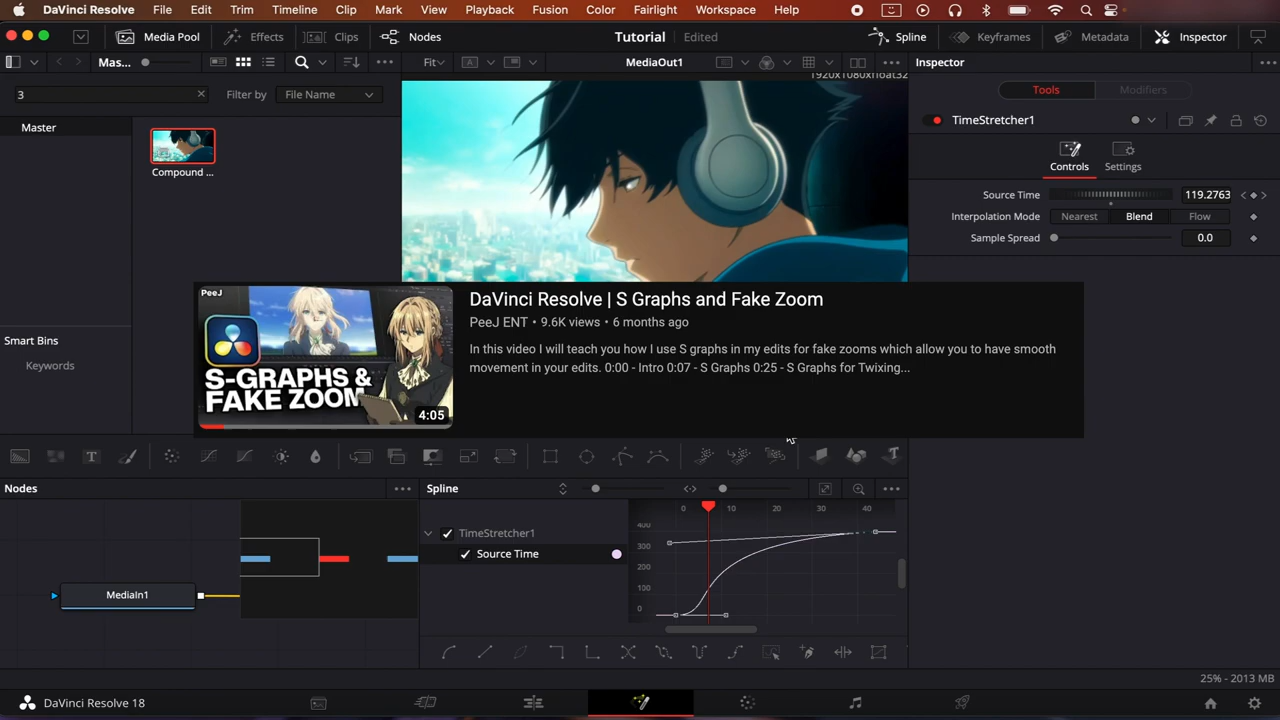 DaVinci Resolve File Edit Trim Timeline Clip Mark View Playback Fusion Color Fairlight Workspace Help
Media Pool Effects Clips Nodes Tutorial Edited Spline Keyframes Metadata Inspector
Mas... Fit MediaOut1 Inspector
1920x1080xfloat32
3 Filter by File Name Tools Modifiers
Master TimeStretcher1
Compound ... Controls Settings
Source Time 119.2763
Interpolation Mode Nearest Blend Flow
Sample Spread 0.0
PeeJ
S-GRAPHS &
FAKE ZOOM
4:05
DaVinci Resolve | S Graphs and Fake Zoom
PeeJ ENT • 9.6K views • 6 months ago
In this video I will teach you how I use S graphs in my edits for fake zooms which allow you to have smooth
movement in your edits. 0:00 - Intro 0:07 - S Graphs 0:25 - S Graphs for Twixing...
Smart Bins
Keywords
T
Nodes Spline
0 10 20 30 40
TimeStretcher1
Source Time
400
300
200
100
0
MediaIn1
25% - 2013 MB
DaVinci Resolve 18